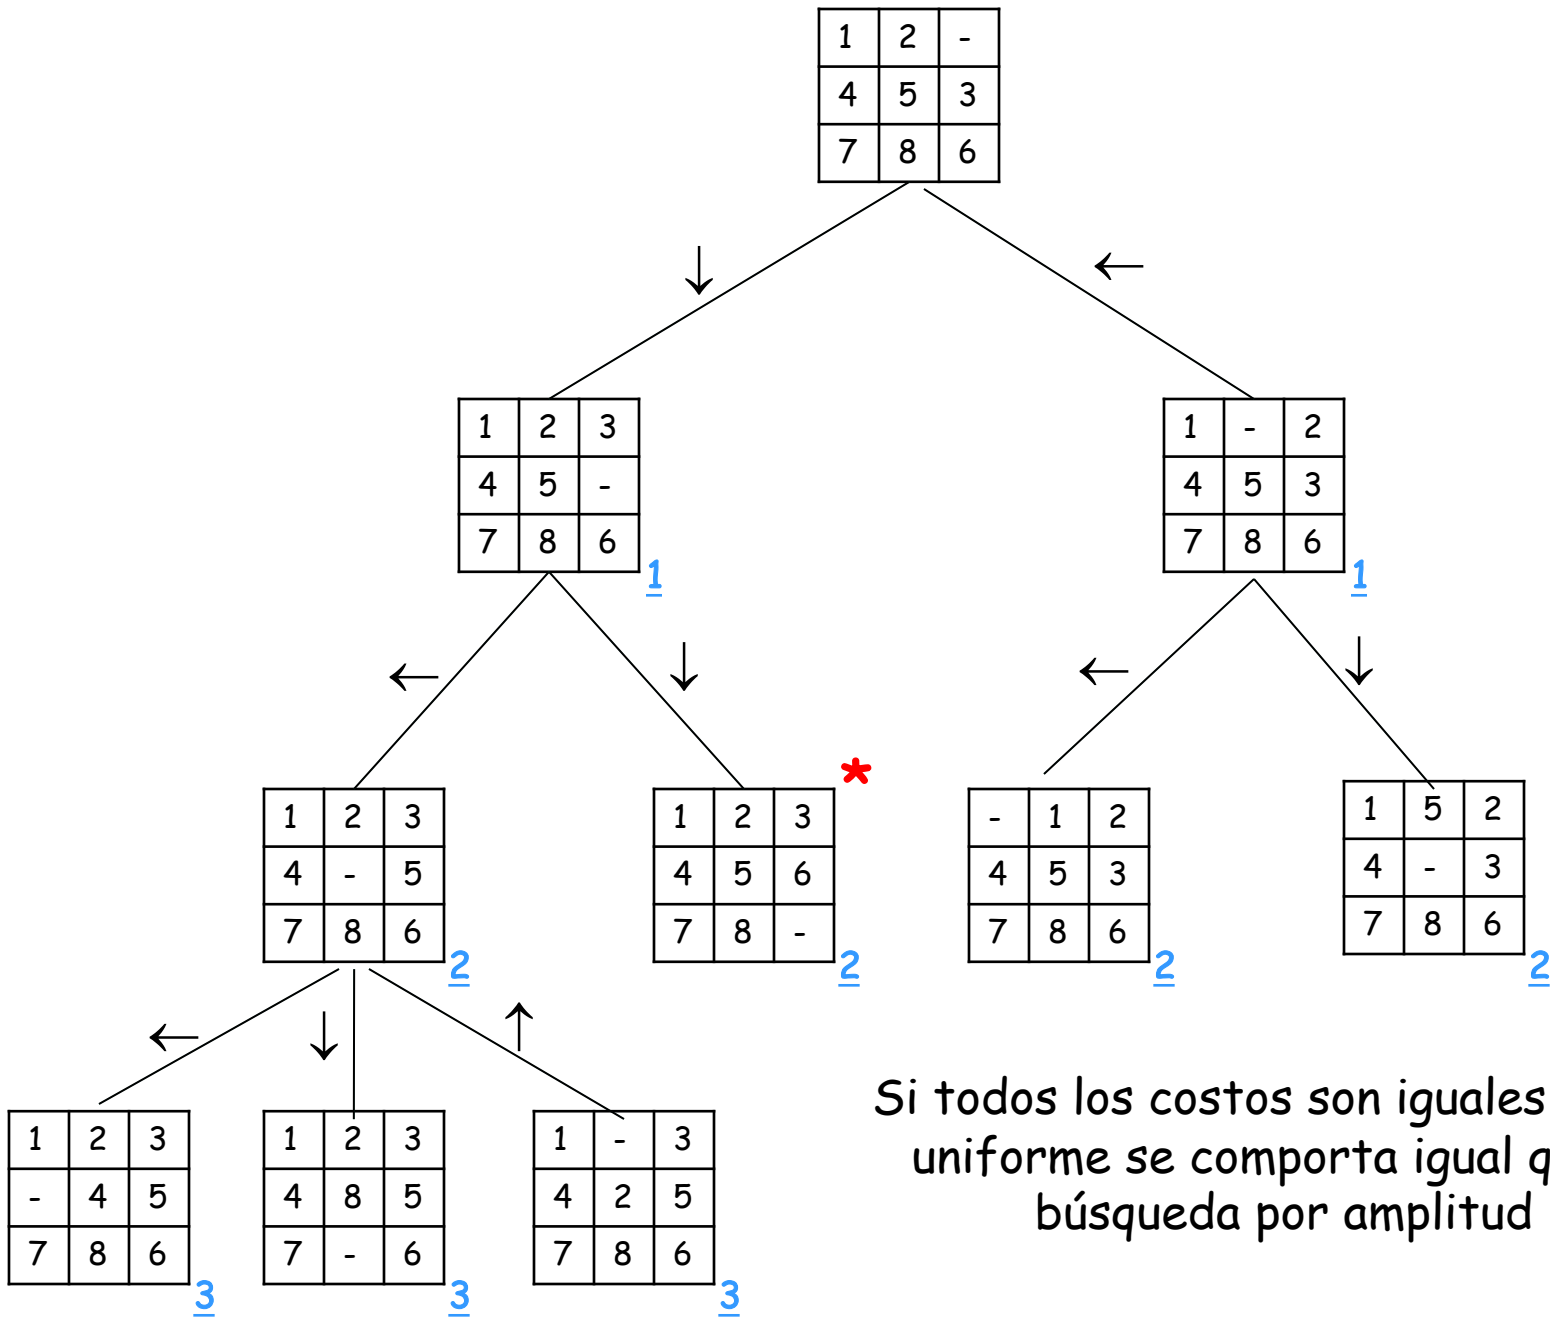 1 2 -
4 5 3
7 8 6
↓ ←
1 2 3
4 5 -
7 8 6
1
1 - 2
4 5 3
7 8 6
1
← ↓ ← ↓
1 2 3
4 - 5
7 8 6
2
*
1 2 3
4 5 6
7 8 -
2
- 1 2
4 5 3
7 8 6
2
1 5 2
4 - 3
7 8 6
2
← ↓ ↑
1 2 3
- 4 5
7 8 6
3
1 2 3
4 8 5
7 - 6
3
1 - 3
4 2 5
7 8 6
3
Si todos los costos son iguales
uniforme se comporta igual q
búsqueda por amplitud